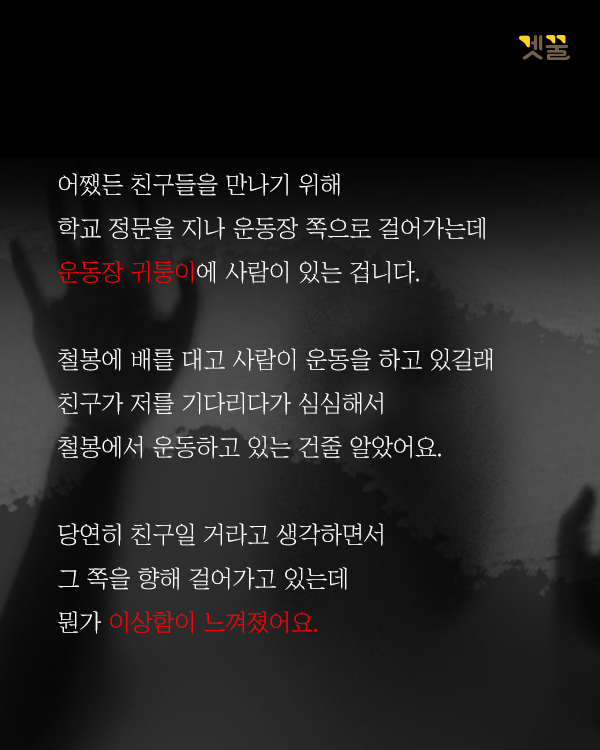 겟꿀
어쨌든 친구들을 만나기 위해
학교 정문을 지나 운동장 쪽으로 걸어가는데
운동장 귀퉁이에 사람이 있는 겁니다.
철봉에 배를 대고 사람이 운동을 하고 있길래
친구가 저를 기다리다가 심심해서
철봉에서 운동하고 있는 건줄 알았어요.
당연히 친구일 거라고 생각하면서
그 쪽을 향해 걸어가고 있는데
뭔가 이상함이 느껴졌어요.